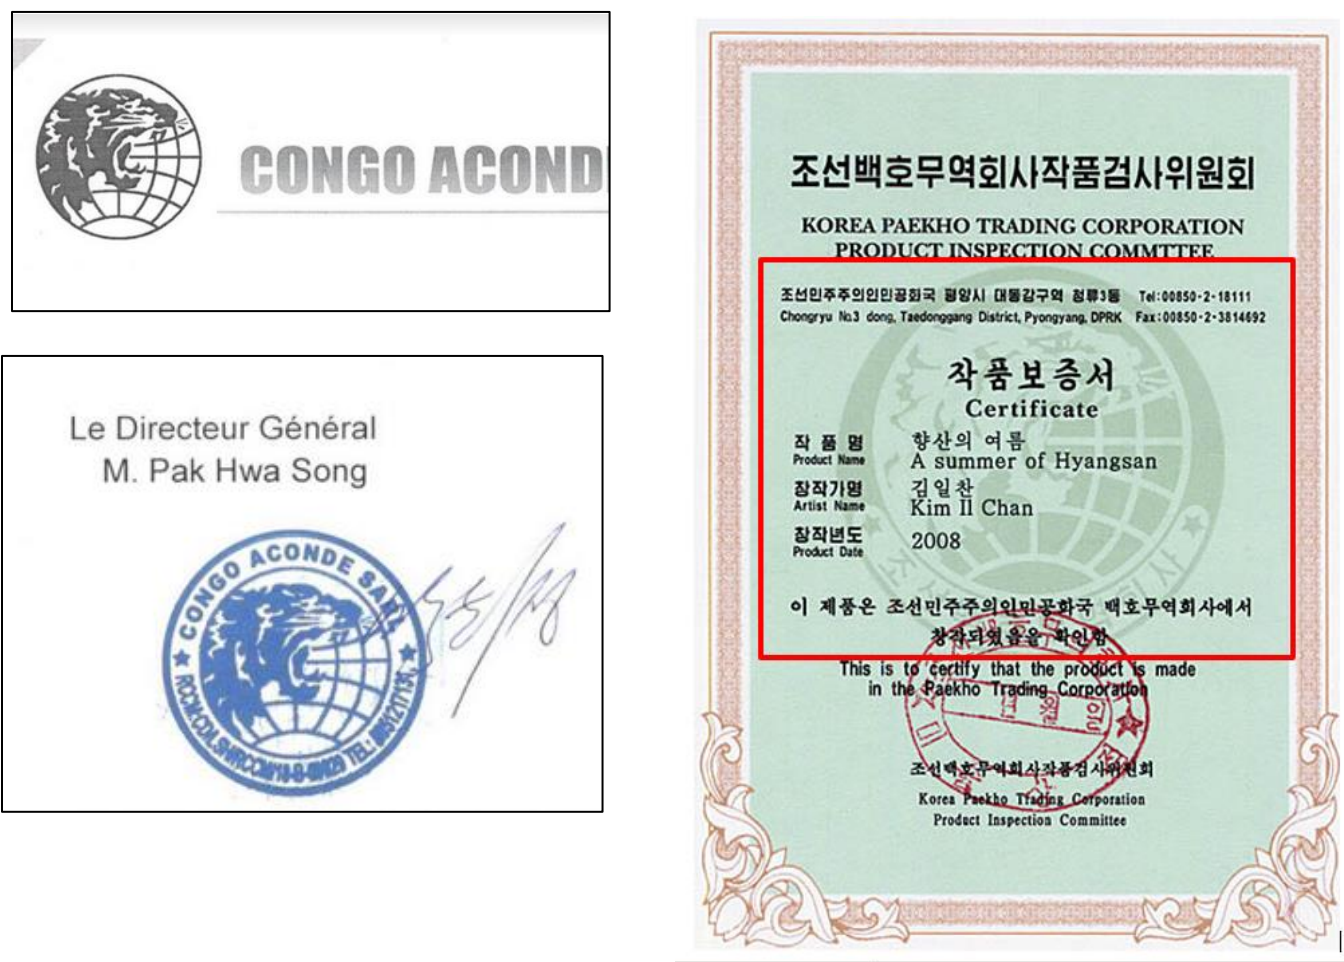 CONGO ACONDE
Le Directeur Général
M. Pak Hwa Song
CONGO ACONDE SARL
조선백호무역회사작품검사위원회
KOREA PAEKHO TRADING CORPORATION
PRODUCT INSPECTION COMMTTEE
조선민주주의인민공화국 평양시 대동강구역 청류3동 Tel:00850-2-18111
Chongryu №3 dong, Taedonggang District, Pyongyang, DPRK Fax:00850-2-3814692
작품보증서
Certificate
작품명 향산의 여름
Product Name A summer of Hyangsan
창작가명 김일찬
Artist Name Kim Il Chan
창작년도 2008
Product Date
이 제품은 조선민주주의인민공화국 백호무역회사에서
창작되였음을 확인함
This is to certify that the product is made
in the Paekho Trading Corporation
조선백호무역회사작품검사위원회
Korea Paekho Trading Corporation
Product Inspection Committee